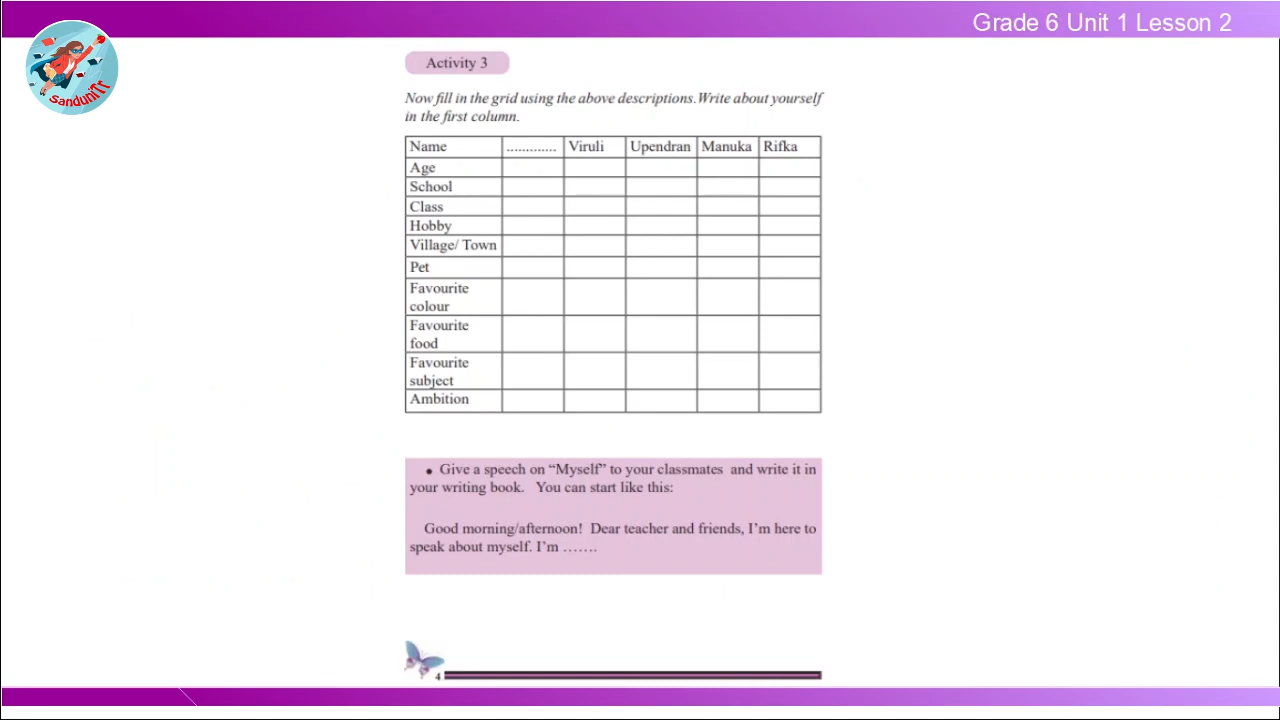 Grade 6 Unit 1 Lesson 2
SanduniTr
Activity 3
Now fill in the grid using the above descriptions. Write about yourself
in the first column.
Name ............. Viruli Upendran Manuka Rifka
Age
School
Class
Hobby
Village/ Town
Pet
Favourite
colour
Favourite
food
Favourite
subject
Ambition
• Give a speech on “Myself” to your classmates and write it in
your writing book. You can start like this:
Good morning/afternoon! Dear teacher and friends, I’m here to
speak about myself. I’m …….
4